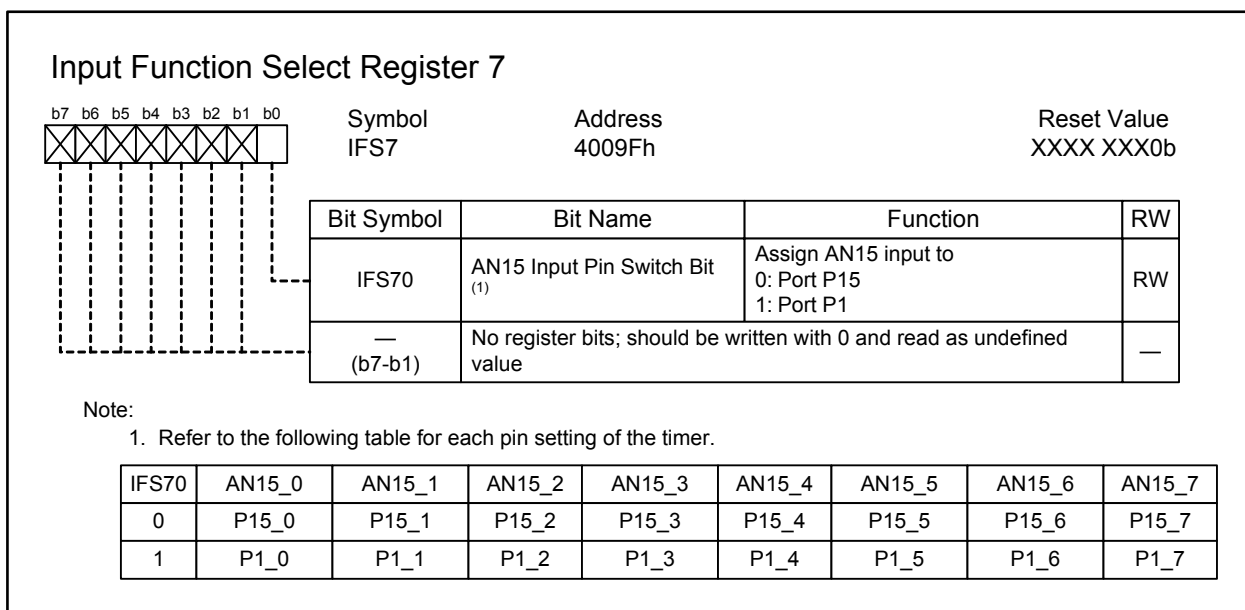 Input Function Select Register 7
b7 b6 b5 b4 b3 b2 b1 b0
Symbol Address Reset Value
IFS7 4009Fh XXXX XXX0b
Bit Symbol Bit Name Function RW
IFS70 AN15 Input Pin Switch Bit (1) Assign AN15 input to
0: Port P15
1: Port P1 RW
— (b7-b1) No register bits; should be written with 0 and read as undefined
value —
Note:
1. Refer to the following table for each pin setting of the timer.
IFS70 AN15_0 AN15_1 AN15_2 AN15_3 AN15_4 AN15_5 AN15_6 AN15_7
0 P15_0 P15_1 P15_2 P15_3 P15_4 P15_5 P15_6 P15_7
1 P1_0 P1_1 P1_2 P1_3 P1_4 P1_5 P1_6 P1_7